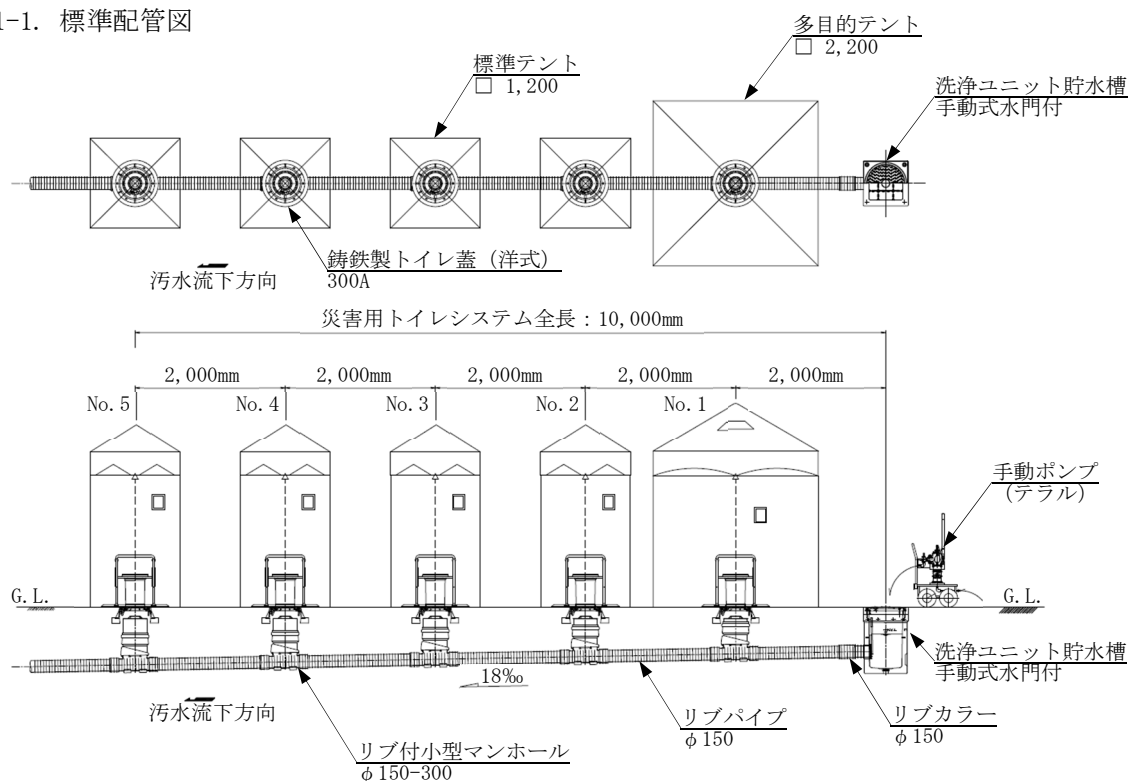 1-1. 標準配管図
多目的テント
□ 2,200
標準テント
□ 1,200
洗浄ユニット貯水槽
手動式水門付
鋳鉄製トイレ蓋（洋式）
300A
汚水流下方向
災害用トイレシステム全長：10,000mm
2,000mm 2,000mm 2,000mm 2,000mm 2,000mm
No.5 No.4 No.3 No.2 No.1
手動ポンプ
（テラル）
G.L. G.L.
洗浄ユニット貯水槽
手動式水門付
18‰
汚水流下方向
リブパイプ
φ150
リブカラー
φ150
リブ付小型マンホール
φ150-300